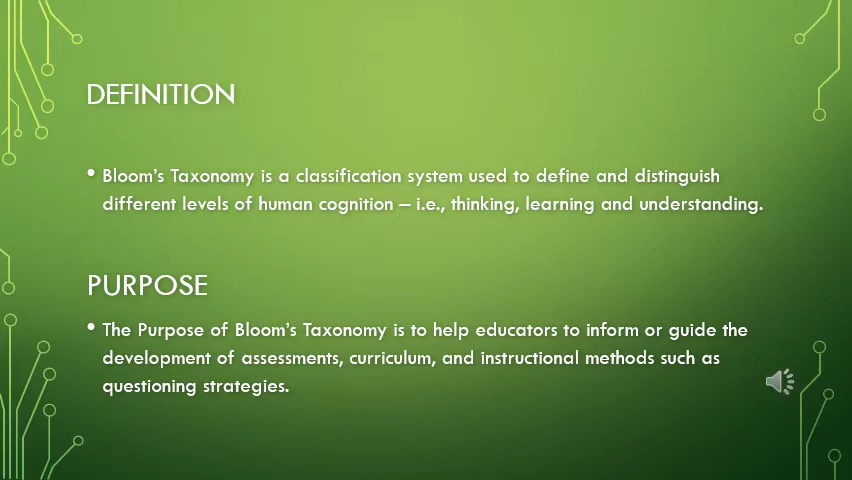 DEFINITION
• Bloom's Taxonomy is a classification system used to define and distinguish
different levels of human cognition – i.e., thinking, learning and understanding.
PURPOSE
• The Purpose of Bloom's Taxonomy is to help educators to inform or guide the
development of assessments, curriculum, and instructional methods such as
questioning strategies.